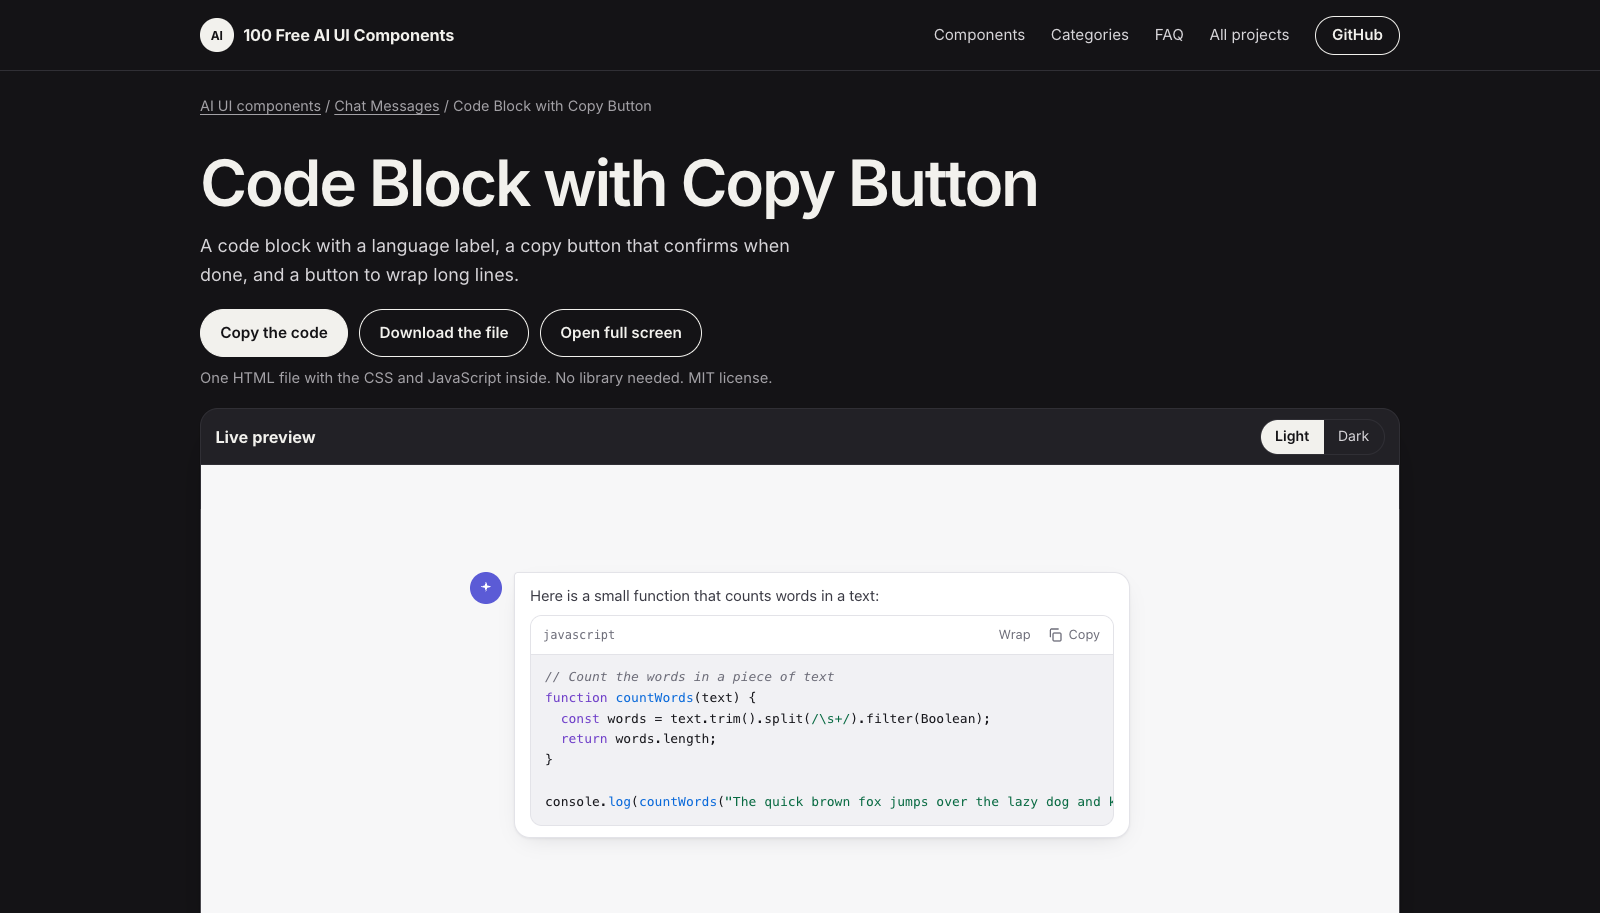 AI
100 Free AI UI Components
Components
Categories
FAQ
All projects
GitHub
AI UI components / Chat Messages / Code Block with Copy Button
Code Block with Copy Button
A code block with a language label, a copy button that confirms when
done, and a button to wrap long lines.
Copy the code
Download the file
Open full screen
One HTML file with the CSS and JavaScript inside. No library needed. MIT license.
Live preview
Light
Dark
Here is a small function that counts words in a text:
javascript
Wrap
Copy
// Count the words in a piece of text
function countWords(text) {
  const words = text.trim().split(/\s+/).filter(Boolean);
  return words.length;
}
console.log(countWords("The quick brown fox jumps over the lazy dog and